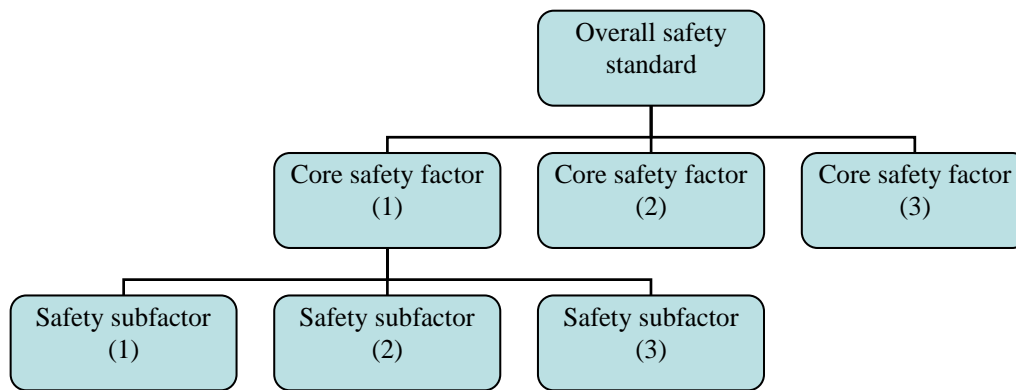 Overall safety
standard
Core safety factor
(1)
Core safety factor
(2)
Core safety factor
(3)
Safety subfactor
(1)
Safety subfactor
(2)
Safety subfactor
(3)